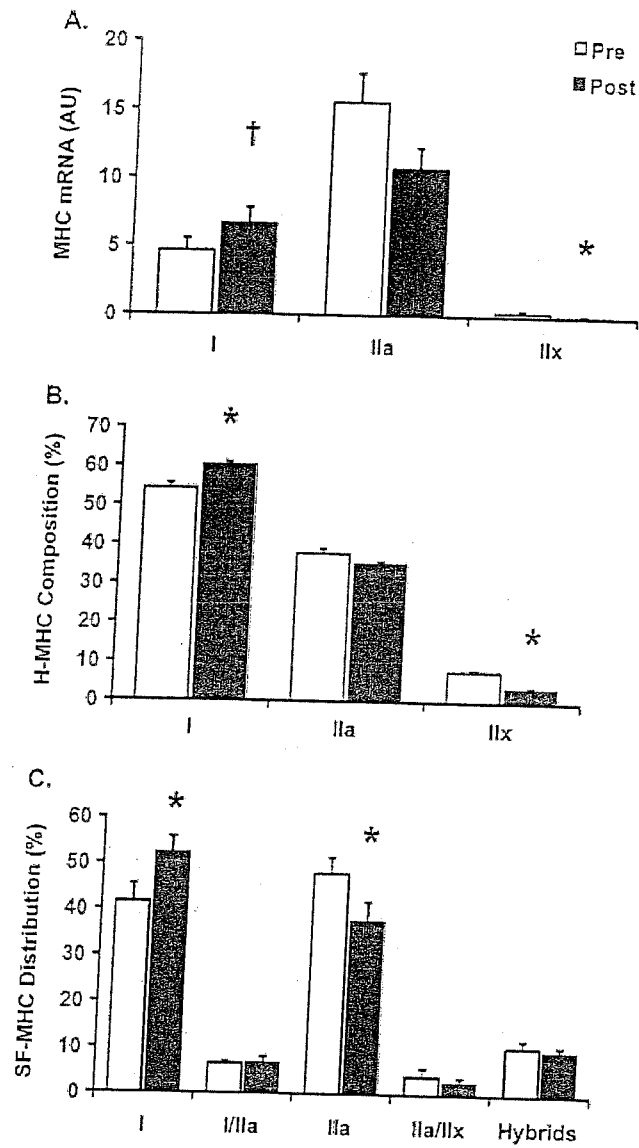 A.
MHC mRNA (AU)
20
15
10
5
0
Pre
Post
†
*
I IIa IIx
B.
H-MHC Composition (%)
70
60
50
40
30
20
10
0
*
*
I IIa IIx
C.
SF-MHC Distribution (%)
60
50
40
30
20
10
0
*
*
I I/IIa IIa IIa/IIx Hybrids